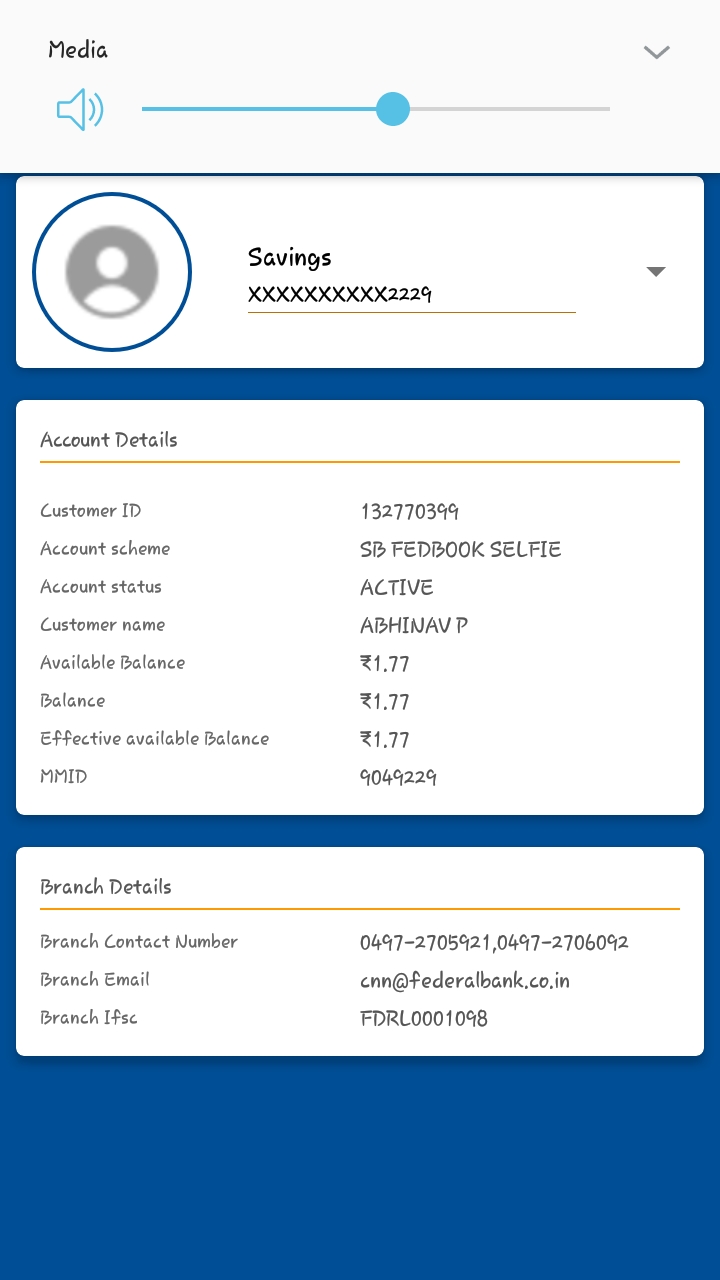 Media
Savings
XXXXXXXXXX2229
Account Details
Customer ID 132770399
Account scheme SB FEDBOOK SELFIE
Account status ACTIVE
Customer name ABHINAV P
Available Balance ₹1.77
Balance ₹1.77
Effective available Balance ₹1.77
MMID 9049229
Branch Details
Branch Contact Number 0497-2705921,0497-2706092
Branch Email cnn@federalbank.co.in
Branch Ifsc FDRL0001098